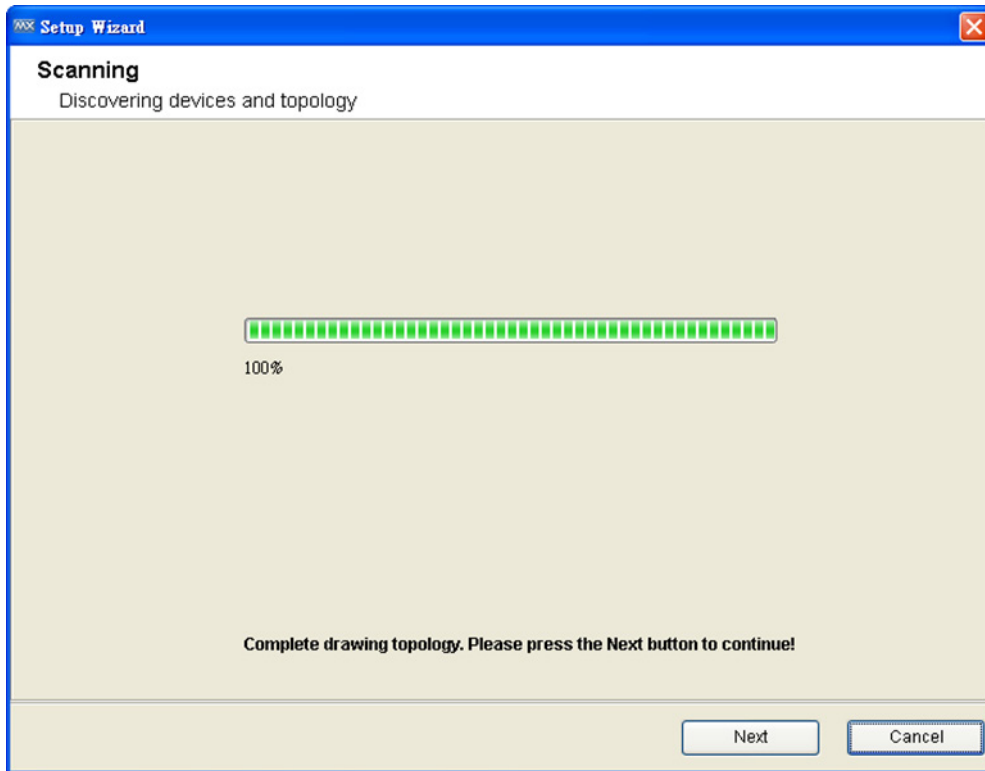 MX Setup Wizard
Scanning
Discovering devices and topology
100%
Complete drawing topology. Please press the Next button to continue!
Next Cancel